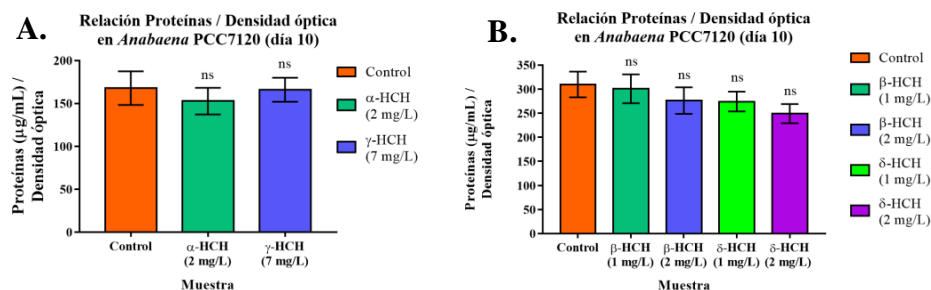 A.
Relación Proteínas / Densidad óptica
en Anabaena PCC7120 (día 10)
Proteínas (µg/mL) /
Densidad óptica
200
150
100
50
0
ns
ns
Control
α-HCH
(2 mg/L)
γ-HCH
(7 mg/L)
Muestra
Control
α-HCH
(2 mg/L)
γ-HCH
(7 mg/L)
B.
Relación Proteínas / Densidad óptica
en Anabaena PCC7120 (día 10)
Proteínas (µg/mL) /
Densidad óptica
350
300
250
200
150
100
50
0
ns
ns
ns
ns
Control
β-HCH
(1 mg/L)
β-HCH
(2 mg/L)
δ-HCH
(1 mg/L)
δ-HCH
(2 mg/L)
Muestra
Control
β-HCH
(1 mg/L)
β-HCH
(2 mg/L)
δ-HCH
(1 mg/L)
δ-HCH
(2 mg/L)